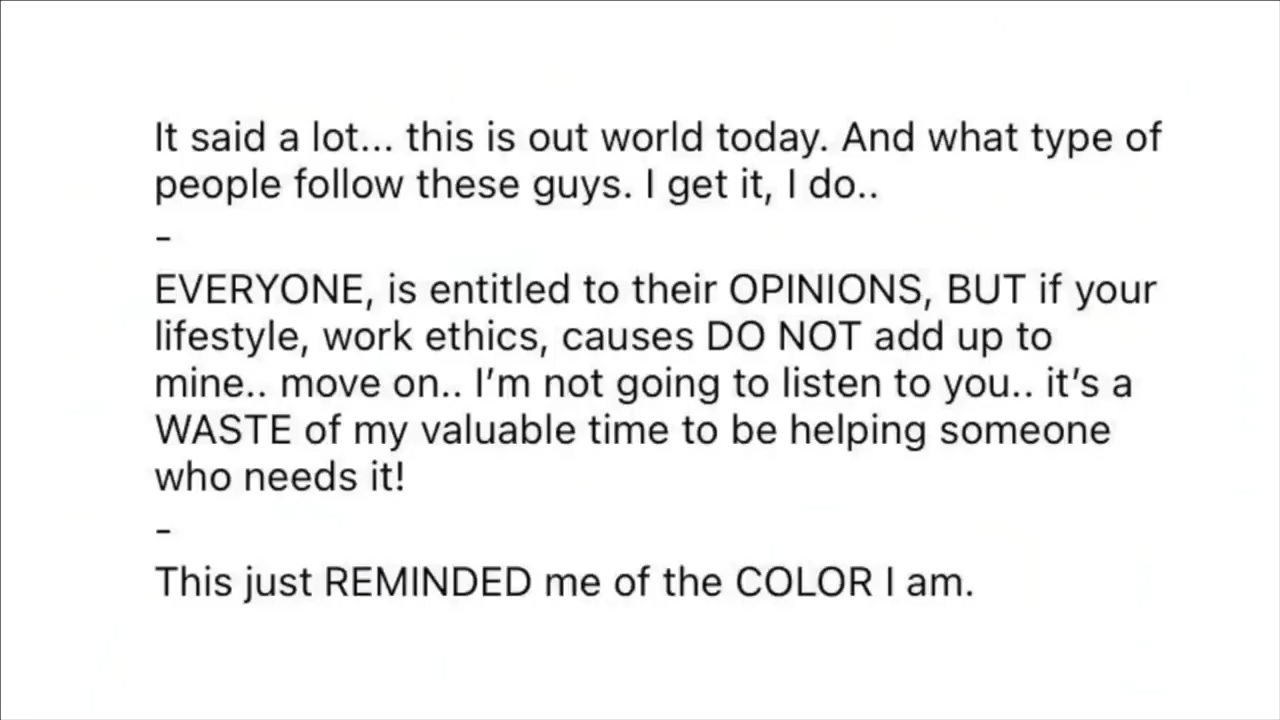 It said a lot... this is out world today. And what type of
people follow these guys. I get it, I do..
-
EVERYONE, is entitled to their OPINIONS, BUT if your
lifestyle, work ethics, causes DO NOT add up to
mine.. move on.. I’m not going to listen to you.. it’s a
WASTE of my valuable time to be helping someone
who needs it!
-
This just REMINDED me of the COLOR I am.